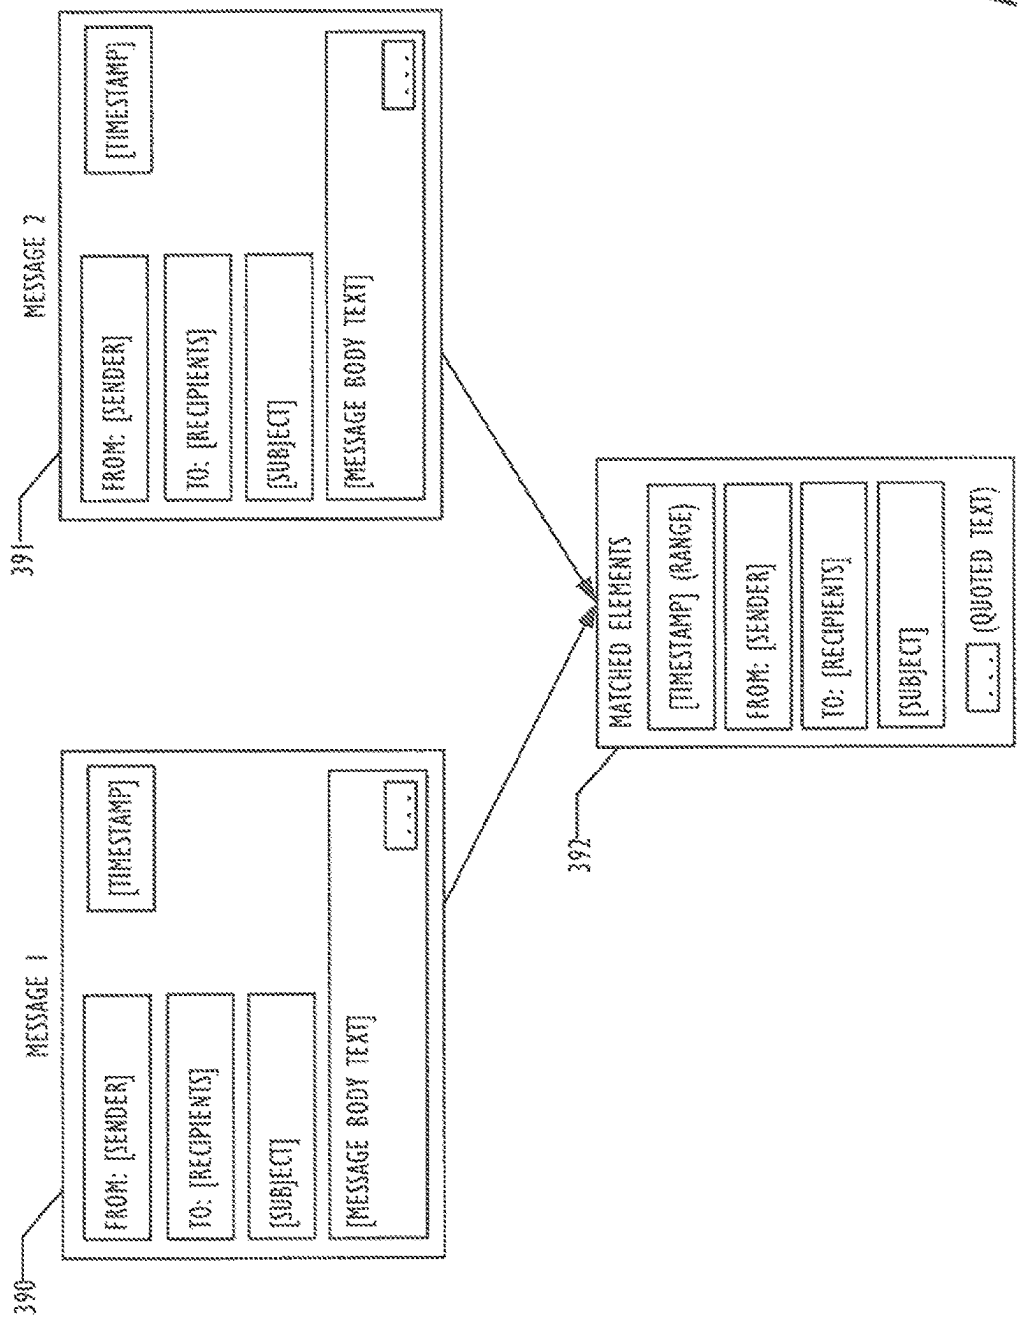 MESSAGE 1
390
FROM: [SENDER]
[TIMESTAMP]
TO: [RECIPIENTS]
[SUBJECT]
[MESSAGE BODY TEXT]
...
MESSAGE 2
391
FROM: [SENDER]
[TIMESTAMP]
TO: [RECIPIENTS]
[SUBJECT]
[MESSAGE BODY TEXT]
...
392
MATCHED ELEMENTS
[TIMESTAMP] (RANGE)
FROM: [SENDER]
TO: [RECIPIENTS]
[SUBJECT]
... (QUOTED TEXT)